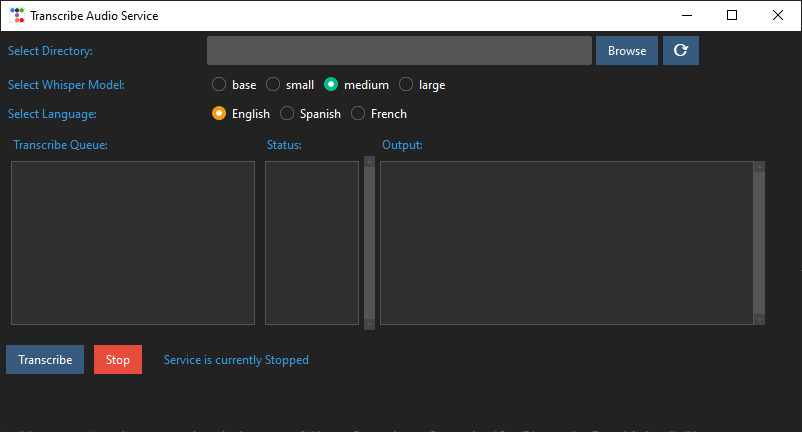 Transcribe Audio Service
Select Directory: Browse
Select Whisper Model: base small medium large
Select Language: English Spanish French
Transcribe Queue: Status: Output:
Transcribe Stop Service is currently Stopped